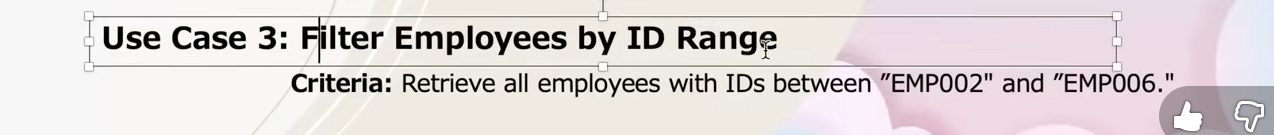 Use Case 3: Filter Employees by ID Range
Criteria: Retrieve all employees with IDs between ”EMP002" and ”EMP006."